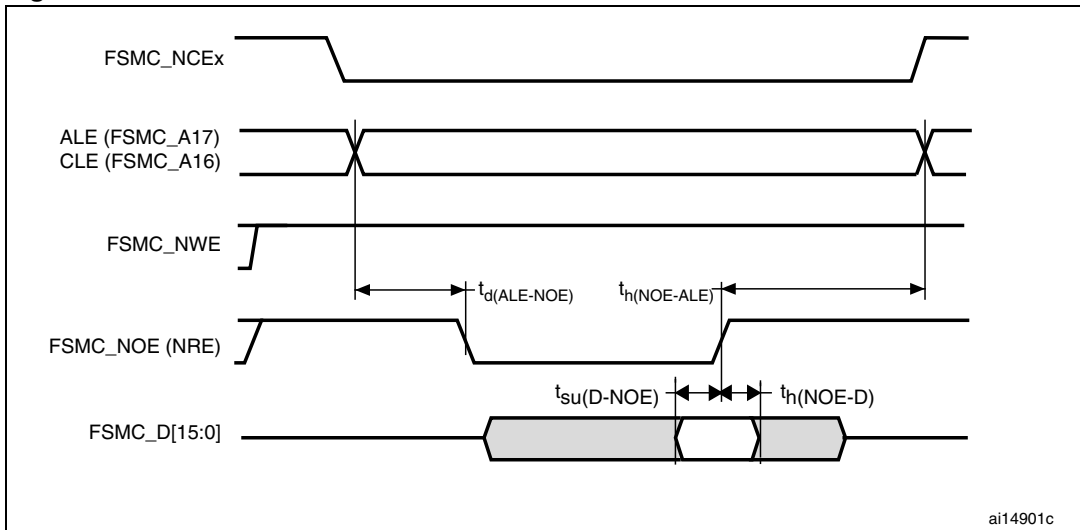 FSMC_NCEx
ALE (FSMC_A17)
CLE (FSMC_A16)
FSMC_NWE
td(ALE-NOE)
th(NOE-ALE)
FSMC_NOE (NRE)
tsu(D-NOE)
th(NOE-D)
FSMC_D[15:0]
ai14901c